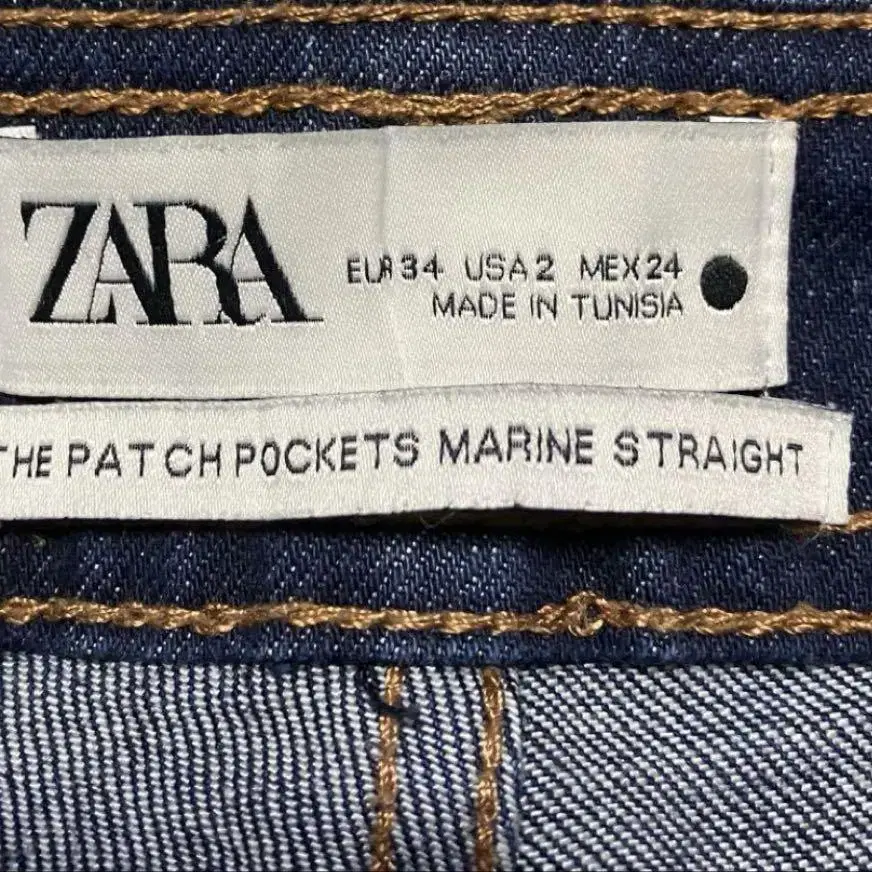 ZARA
EUR 34 USA 2 MEX 24
MADE IN TUNISIA
THE PATCH POCKETS MARINE STRAIGHT